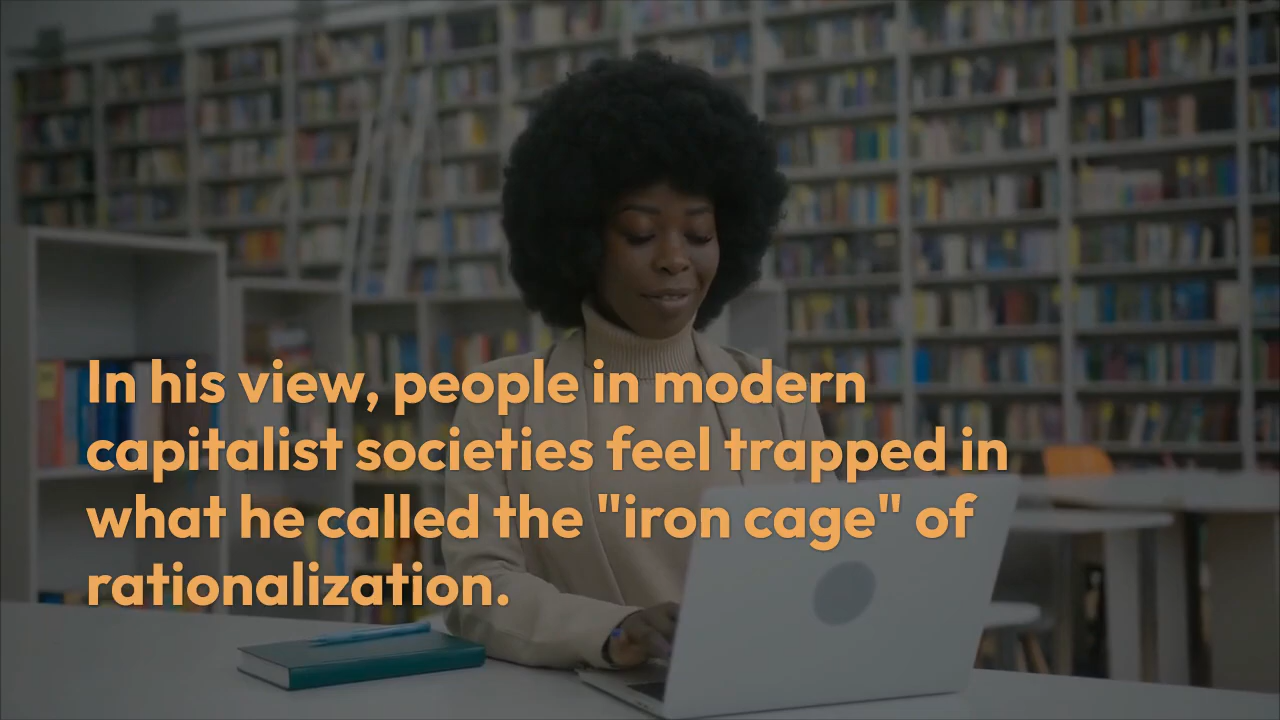 In his view, people in modern
capitalist societies feel trapped in
what he called the "iron cage" of
rationalization.